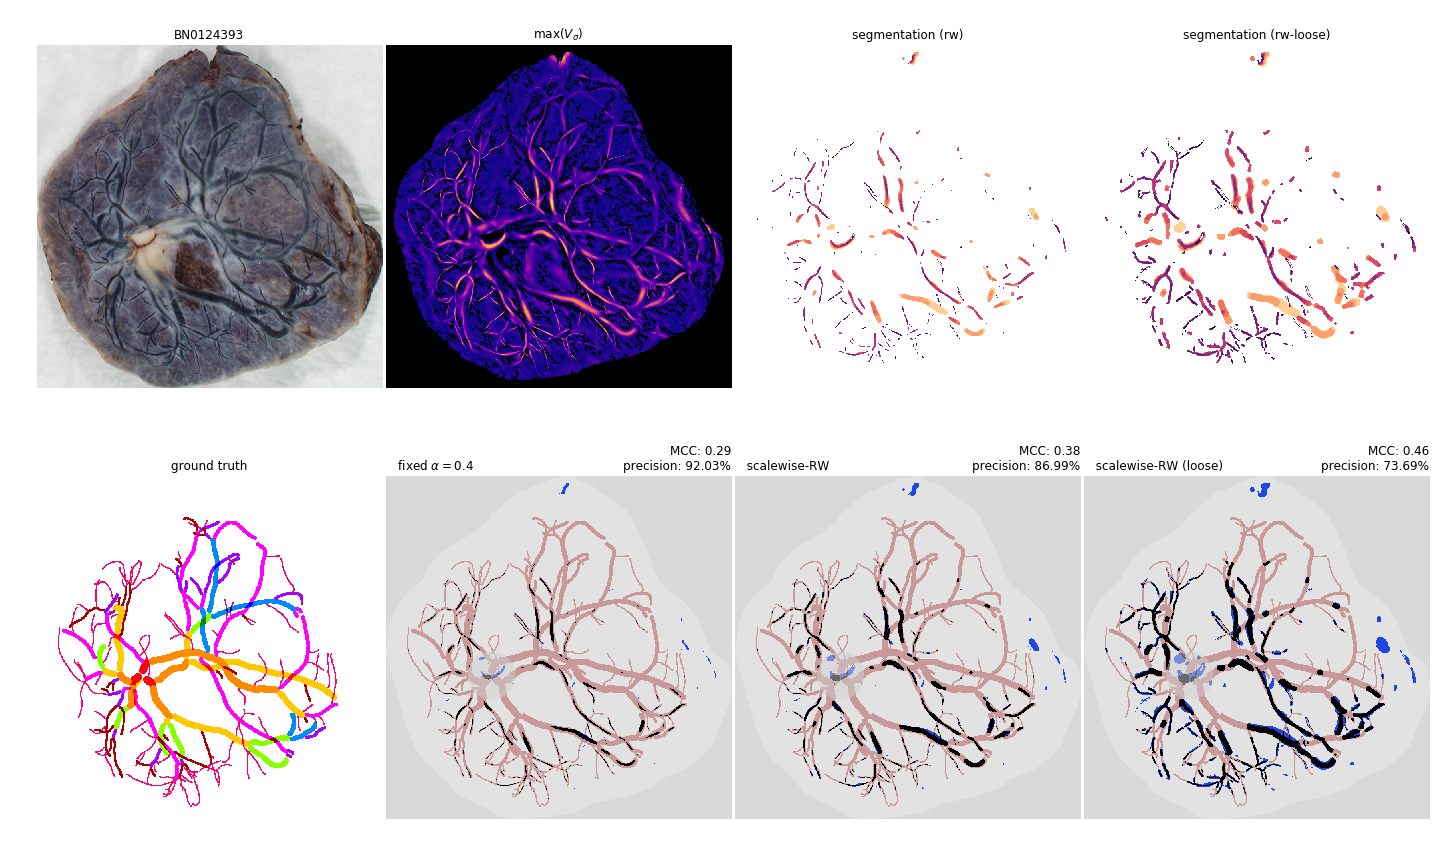 BN0124393
max(Vσ)
segmentation (rw)
segmentation (rw-loose)
ground truth
fixed α = 0.4
MCC: 0.29
precision: 92.03%
scalewise-RW
MCC: 0.38
precision: 86.99%
scalewise-RW (loose)
MCC: 0.46
precision: 73.69%